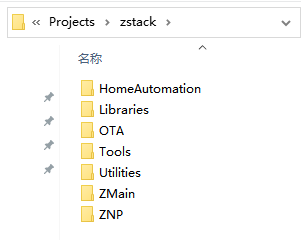 « Projects › zstack ›
名称
HomeAutomation
Libraries
OTA
Tools
Utilities
ZMain
ZNP